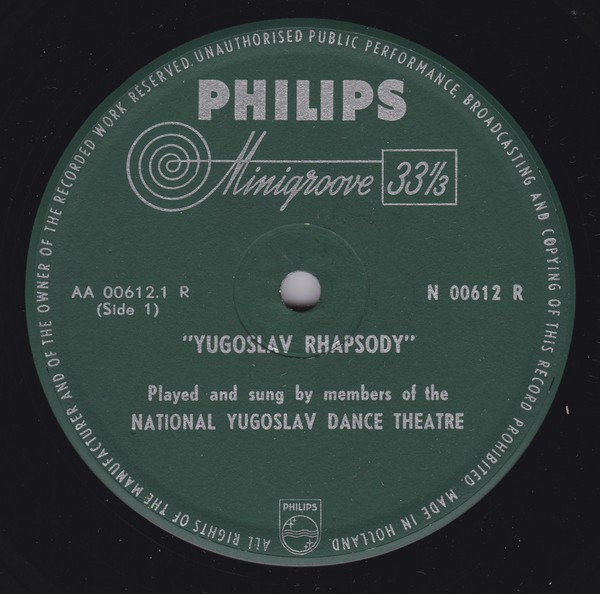 ALL RIGHTS OF THE MANUFACTURER AND OF THE OWNER OF THE RECORDED WORK RESERVED. UNAUTHORISED PUBLIC PERFORMANCE, BROADCASTING AND COPYING OF THIS RECORD PROHIBITED. MADE IN HOLLAND.
PHILIPS
Minigroove 33⅓
AA 00612.1 R
(Side 1)
N 00612 R
"YUGOSLAV RHAPSODY"
Played and sung by members of the
NATIONAL YUGOSLAV DANCE THEATRE
PHILIPS